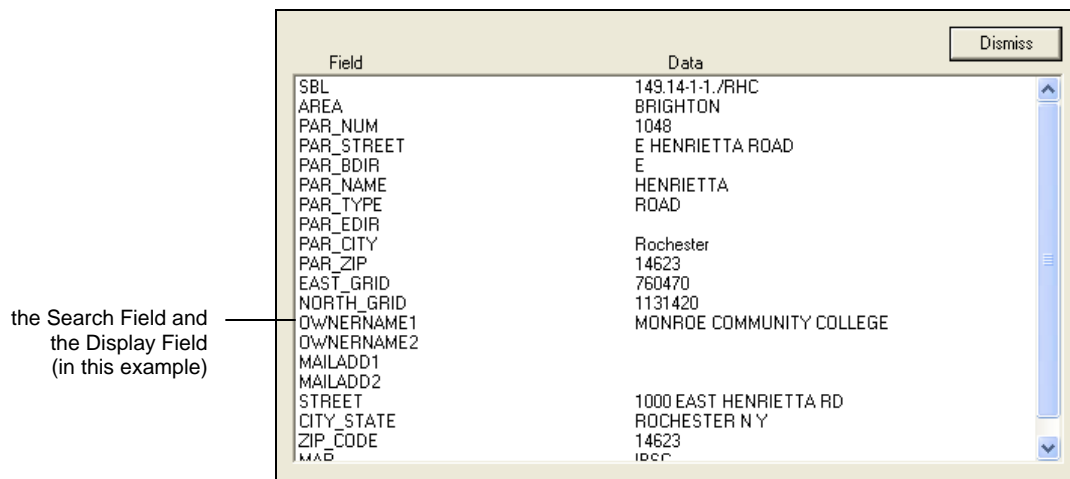 Dismiss
Field Data
SBL 149.14-1-1./RHC
AREA BRIGHTON
PAR_NUM 1048
PAR_STREET E HENRIETTA ROAD
PAR_BDIR E
PAR_NAME HENRIETTA
PAR_TYPE ROAD
PAR_EDIR
PAR_CITY Rochester
PAR_ZIP 14623
EAST_GRID 760470
NORTH_GRID 1131420
the Search Field and
the Display Field
(in this example)
OWNERNAME1 MONROE COMMUNITY COLLEGE
OWNERNAME2
MAILADD1
MAILADD2
STREET 1000 EAST HENRIETTA RD
CITY_STATE ROCHESTER N Y
ZIP_CODE 14623